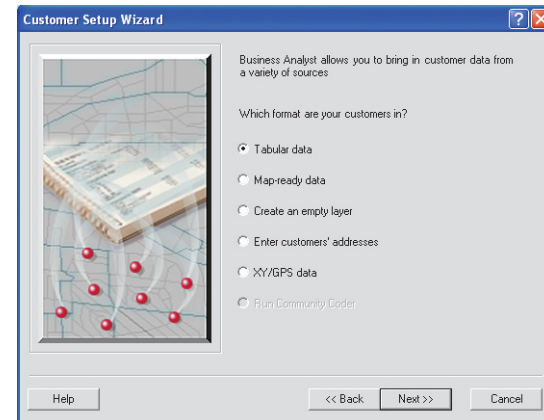 Customer Setup Wizard
Business Analyst allows you to bring in customer data from
a variety of sources
Which format are your customers in?
Tabular data
Map-ready data
Create an empty layer
Enter customers' addresses
XY/GPS data
Run Community Coder
Help
<< Back
Next >>
Cancel